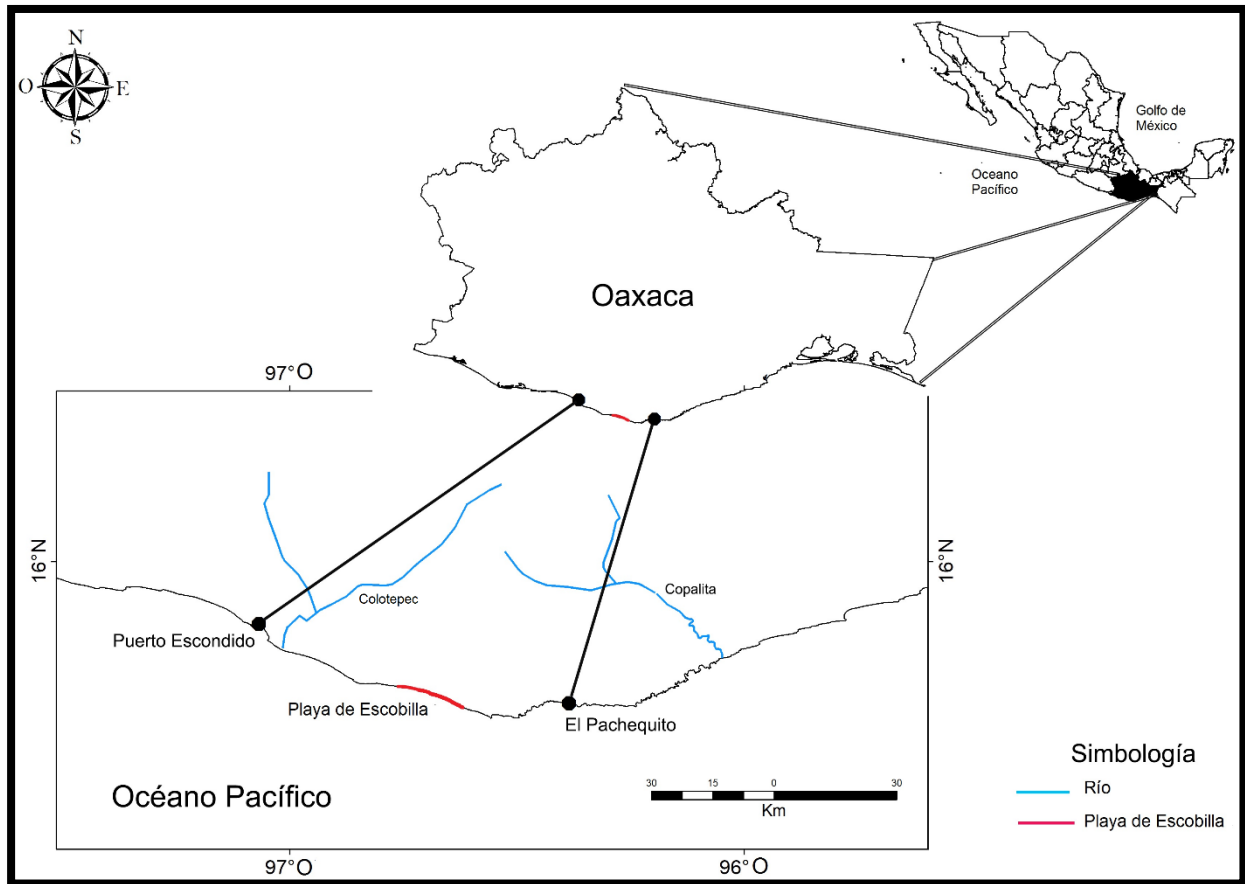 N
O
E
S
Golfo de
México
Oceano
Pacífico
Oaxaca
97°O
16°N
16°N
Colotepec
Copalita
Puerto Escondido
Playa de Escobilla
El Pachequito
Océano Pacífico
30 15 0 30
Km
Simbología
Río
Playa de Escobilla
97°O
96°O